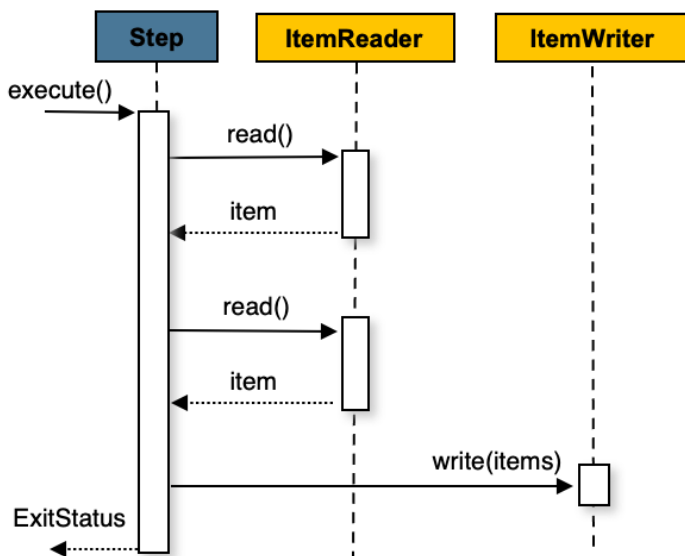 Step
ItemReader
ItemWriter
execute()
read()
item
read()
item
write(items)
ExitStatus